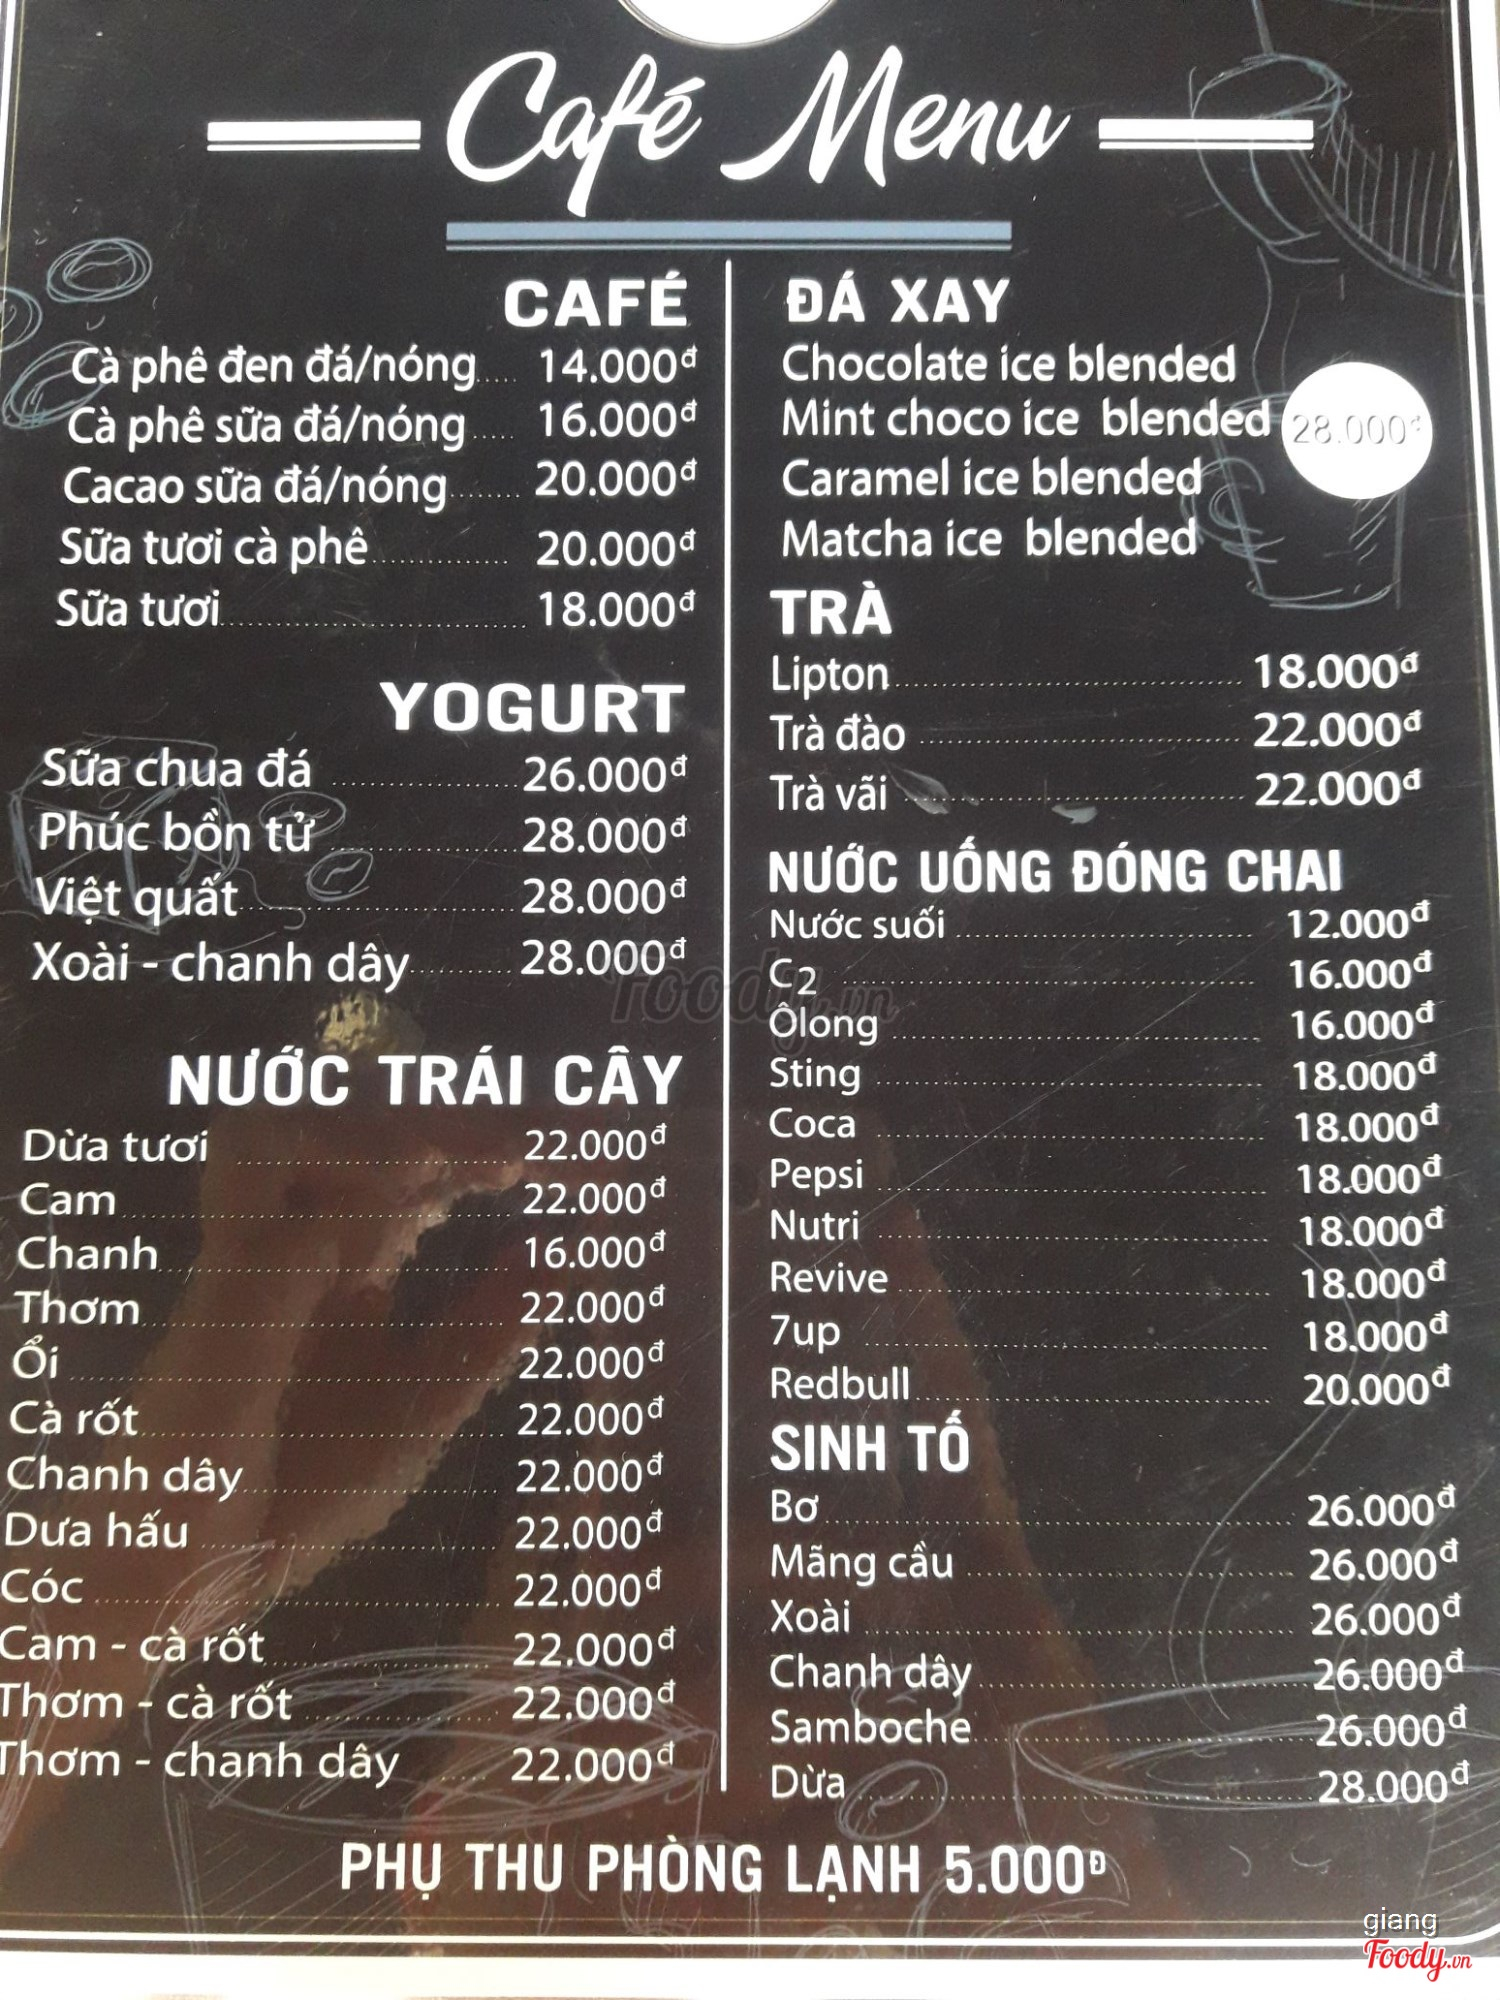 Café Menu
CAFÉ
Cà phê đen đá/nóng..... 14.000đ
Cà phê sữa đá/nóng..... 16.000đ
Cacao sữa đá/nóng....... 20.000đ
Sữa tươi cà phê............. 20.000đ
Sữa tươi............................ 18.000đ
YOGURT
Sữa chua đá ................. 26.000đ
Phúc bồn tử ................. 28.000đ
Việt quất....................... 28.000đ
Xoài - chanh dây.......... 28.000đ
NƯỚC TRÁI CÂY
Dừa tươi ........................ 22.000đ
Cam................................. 22.000đ
Chanh.............................. 16.000đ
Thơm............................... 22.000đ
Ổi ..................................... 22.000đ
Cà rốt............................... 22.000đ
Chanh dây...................... 22.000đ
Dưa hấu .......................... 22.000đ
Cóc ................................... 22.000đ
Cam - cà rốt.................... 22.000đ
Thơm - cà rốt ................. 22.000đ
Thơm - chanh dây ..... 22.000đ
ĐÁ XAY
Chocolate ice blended
Mint choco ice blended 28.000đ
Caramel ice blended
Matcha ice blended
TRÀ
Lipton................................ 18.000đ
Trà đào ............................. 22.000đ
Trà vãi ............................... 22.000đ
NƯỚC UỐNG ĐÓNG CHAI
Nước suối ........................ 12.000đ
C2 ..................................... 16.000đ
Ôlong ............................... 16.000đ
Sting ................................. 18.000đ
Coca ................................. 18.000đ
Pepsi ................................ 18.000đ
Nutri ................................. 18.000đ
Revive .............................. 18.000đ
7up ................................... 18.000đ
Redbull............................. 20.000đ
SINH TỐ
Bơ...................................... 26.000đ
Mãng cầu ......................... 26.000đ
Xoài ................................... 26.000đ
Chanh dây........................ 26.000đ
Samboche........................ 26.000đ
Dừa ................................... 28.000đ
PHỤ THU PHÒNG LẠNH 5.000Đ
Foody.vn
giang
Foody.vn